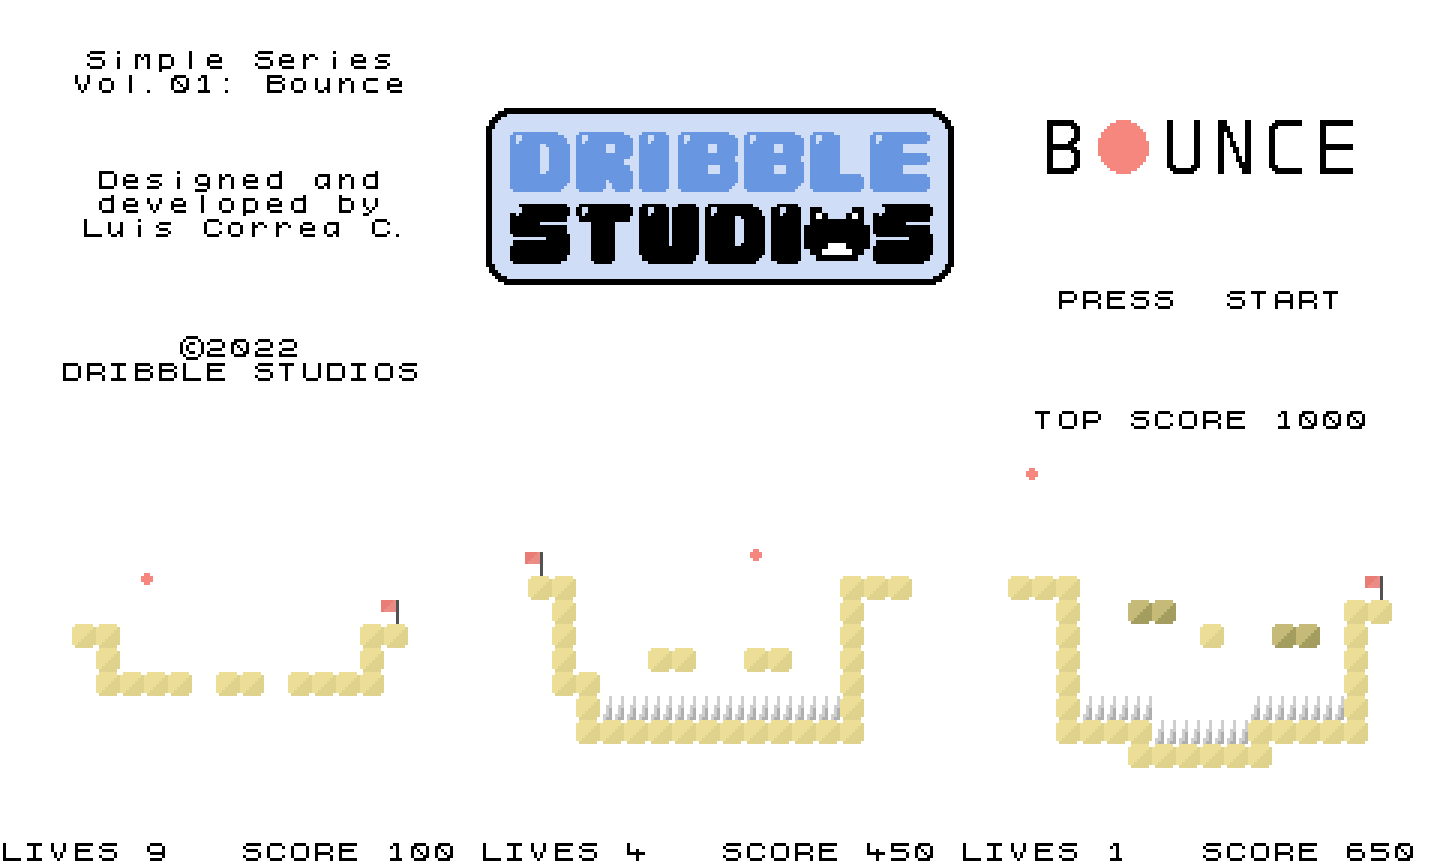 Simple Series
Vol.01: Bounce
Designed and
developed by
Luis Correa C.
©2022
DRIBBLE STUDIOS
DRIBBLE
STUDIOS
BOUNCE
PRESS START
TOP SCORE 1000
LIVES 9 SCORE 100
LIVES 4 SCORE 450
LIVES 1 SCORE 650